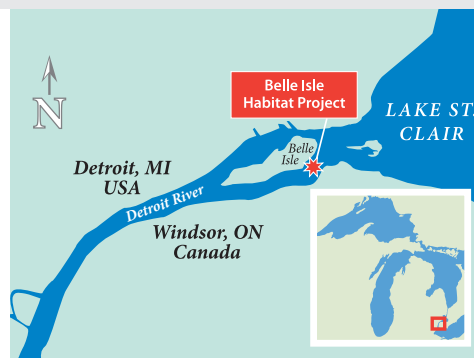 Belle Isle
Habitat Project
N
LAKE ST.
CLAIR
Belle
Isle
Detroit, MI
USA
Detroit River
Windsor, ON
Canada